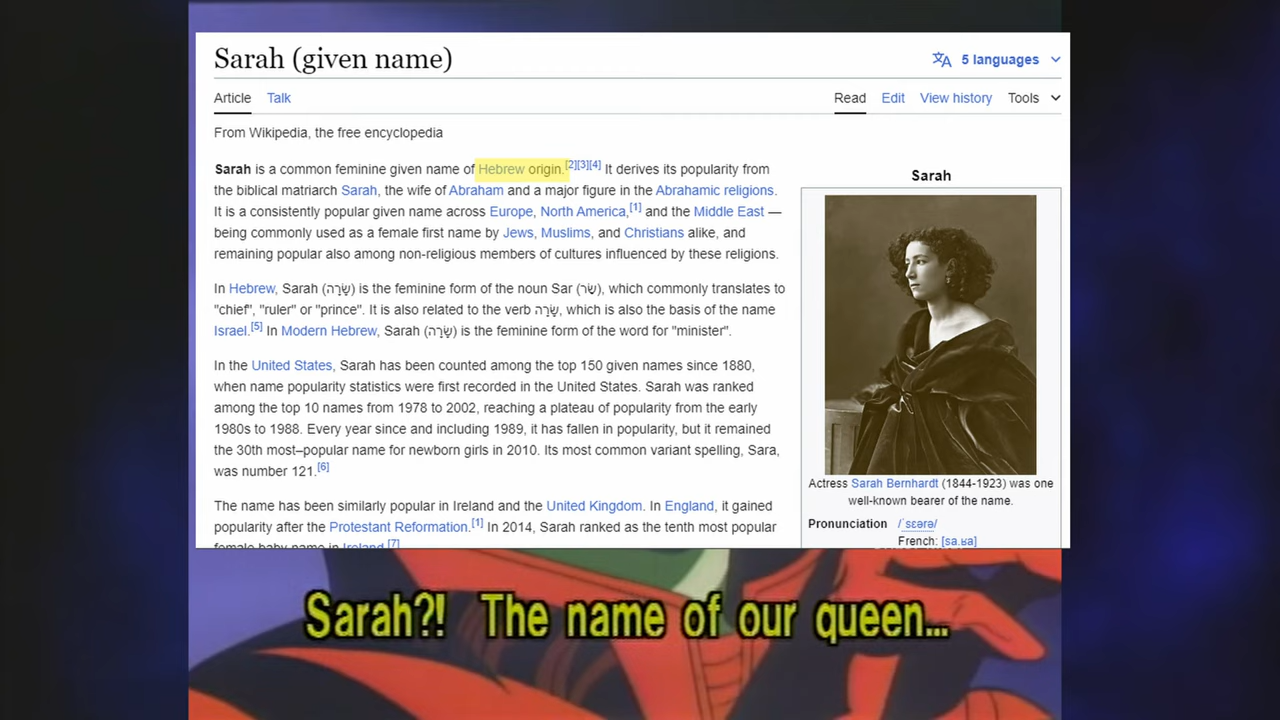 Sarah (given name)
5 languages
Article Talk
Read Edit View history Tools
From Wikipedia, the free encyclopedia
Sarah is a common feminine given name of Hebrew origin.[2][3][4] It derives its popularity from
the biblical matriarch Sarah, the wife of Abraham and a major figure in the Abrahamic religions.
It is a consistently popular given name across Europe, North America,[1] and the Middle East —
being commonly used as a female first name by Jews, Muslims, and Christians alike, and
remaining popular also among non-religious members of cultures influenced by these religions.
In Hebrew, Sarah (שָׂרָה) is the feminine form of the noun Sar (שַׂר), which commonly translates to
"chief", "ruler" or "prince". It is also related to the verb שָׂרָה, which is also the basis of the name
Israel.[5] In Modern Hebrew, Sarah (שָׂרָה) is the feminine form of the word for "minister".
In the United States, Sarah has been counted among the top 150 given names since 1880,
when name popularity statistics were first recorded in the United States. Sarah was ranked
among the top 10 names from 1978 to 2002, reaching a plateau of popularity from the early
1980s to 1988. Every year since and including 1989, it has fallen in popularity, but it remained
the 30th most–popular name for newborn girls in 2010. Its most common variant spelling, Sara,
was number 121.[6]
The name has been similarly popular in Ireland and the United Kingdom. In England, it gained
popularity after the Protestant Reformation.[1] In 2014, Sarah ranked as the tenth most popular
female baby name in Ireland.[7]
Sarah
Actress Sarah Bernhardt (1844-1923) was one
well-known bearer of the name.
Pronunciation /ˈsɛərə/
French: [sa.ʁa]
Sarah?! The name of our queen...